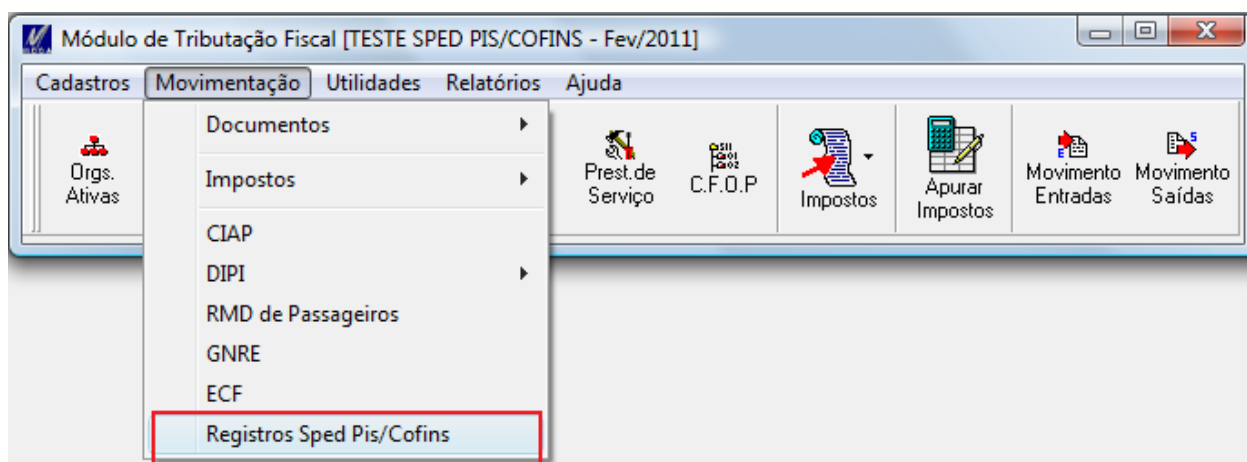 Módulo de Tributação Fiscal [TESTE SPED PIS/COFINS - Fev/2011]
Cadastros Movimentação Utilidades Relatórios Ajuda
Orgs.
Ativas
Documentos
Impostos
CIAP
DIPI
RMD de Passageiros
GNRE
ECF
Registros Sped Pis/Cofins
Prest.de
Serviço
C.F.O.P
Impostos
Apurar
Impostos
Movimento
Entradas
Movimento
Saídas